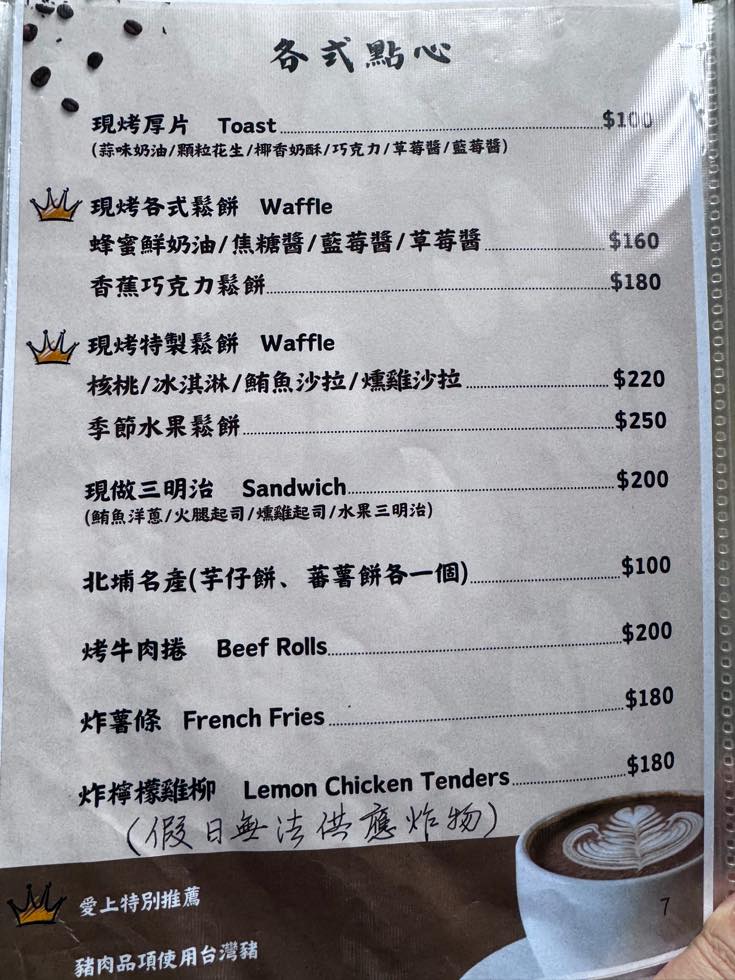 各式點心
現烤厚片 Toast $100
(蒜味奶油/顆粒花生/椰香奶酥/巧克力/草莓醬/藍莓醬)
現烤各式鬆餅 Waffle
蜂蜜鮮奶油/焦糖醬/藍莓醬/草莓醬 $160
香蕉巧克力鬆餅 $180
現烤特製鬆餅 Waffle
核桃/冰淇淋/鮪魚沙拉/燻雞沙拉 $220
季節水果鬆餅 $250
現做三明治 Sandwich $200
(鮪魚洋蔥/火腿起司/燻雞起司/水果三明治)
北埔名產(芋仔餅、蕃薯餅各一個) $100
烤牛肉捲 Beef Rolls $200
炸薯條 French Fries $180
炸檸檬雞柳 Lemon Chicken Tenders $180
(假日無法供應炸物)
愛上特別推薦
豬肉品項使用台灣豬
7